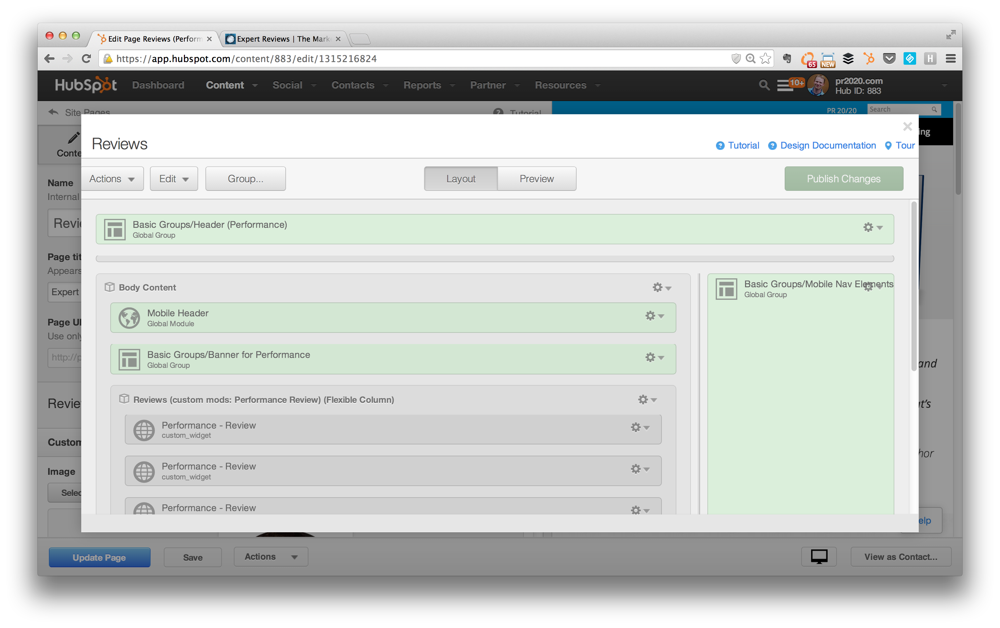 Edit Page Reviews (Perform
Expert Reviews | The Mark
https://app.hubspot.com/content/883/edit/1315216824
65
NEW
H
HubSpot
Dashboard
Content
Social
Contacts
Reports
Partner
Resources
10+
pr2020.com
Hub ID: 883
Site Pages
Tutorial
PR 20/20
Search
Conte
ing
Reviews
Tutorial
Design Documentation
Tour
Actions
Edit
Group...
Layout
Preview
Publish Changes
Name
Internal
Revie
Page tit
Appears
Expert
Page UR
Use only
http://p
Revie
Custom
Image
Selec
Basic Groups/Header (Performance)
Global Group
Body Content
Basic Groups/Mobile Nav Elements
Global Group
Mobile Header
Global Module
Basic Groups/Banner for Performance
Global Group
Reviews (custom mods: Performance Review) (Flexible Column)
Performance - Review
custom_widget
Performance - Review
custom_widget
Performance - Review
and
t's
hor
elp
Update Page
Save
Actions
View as Contact...